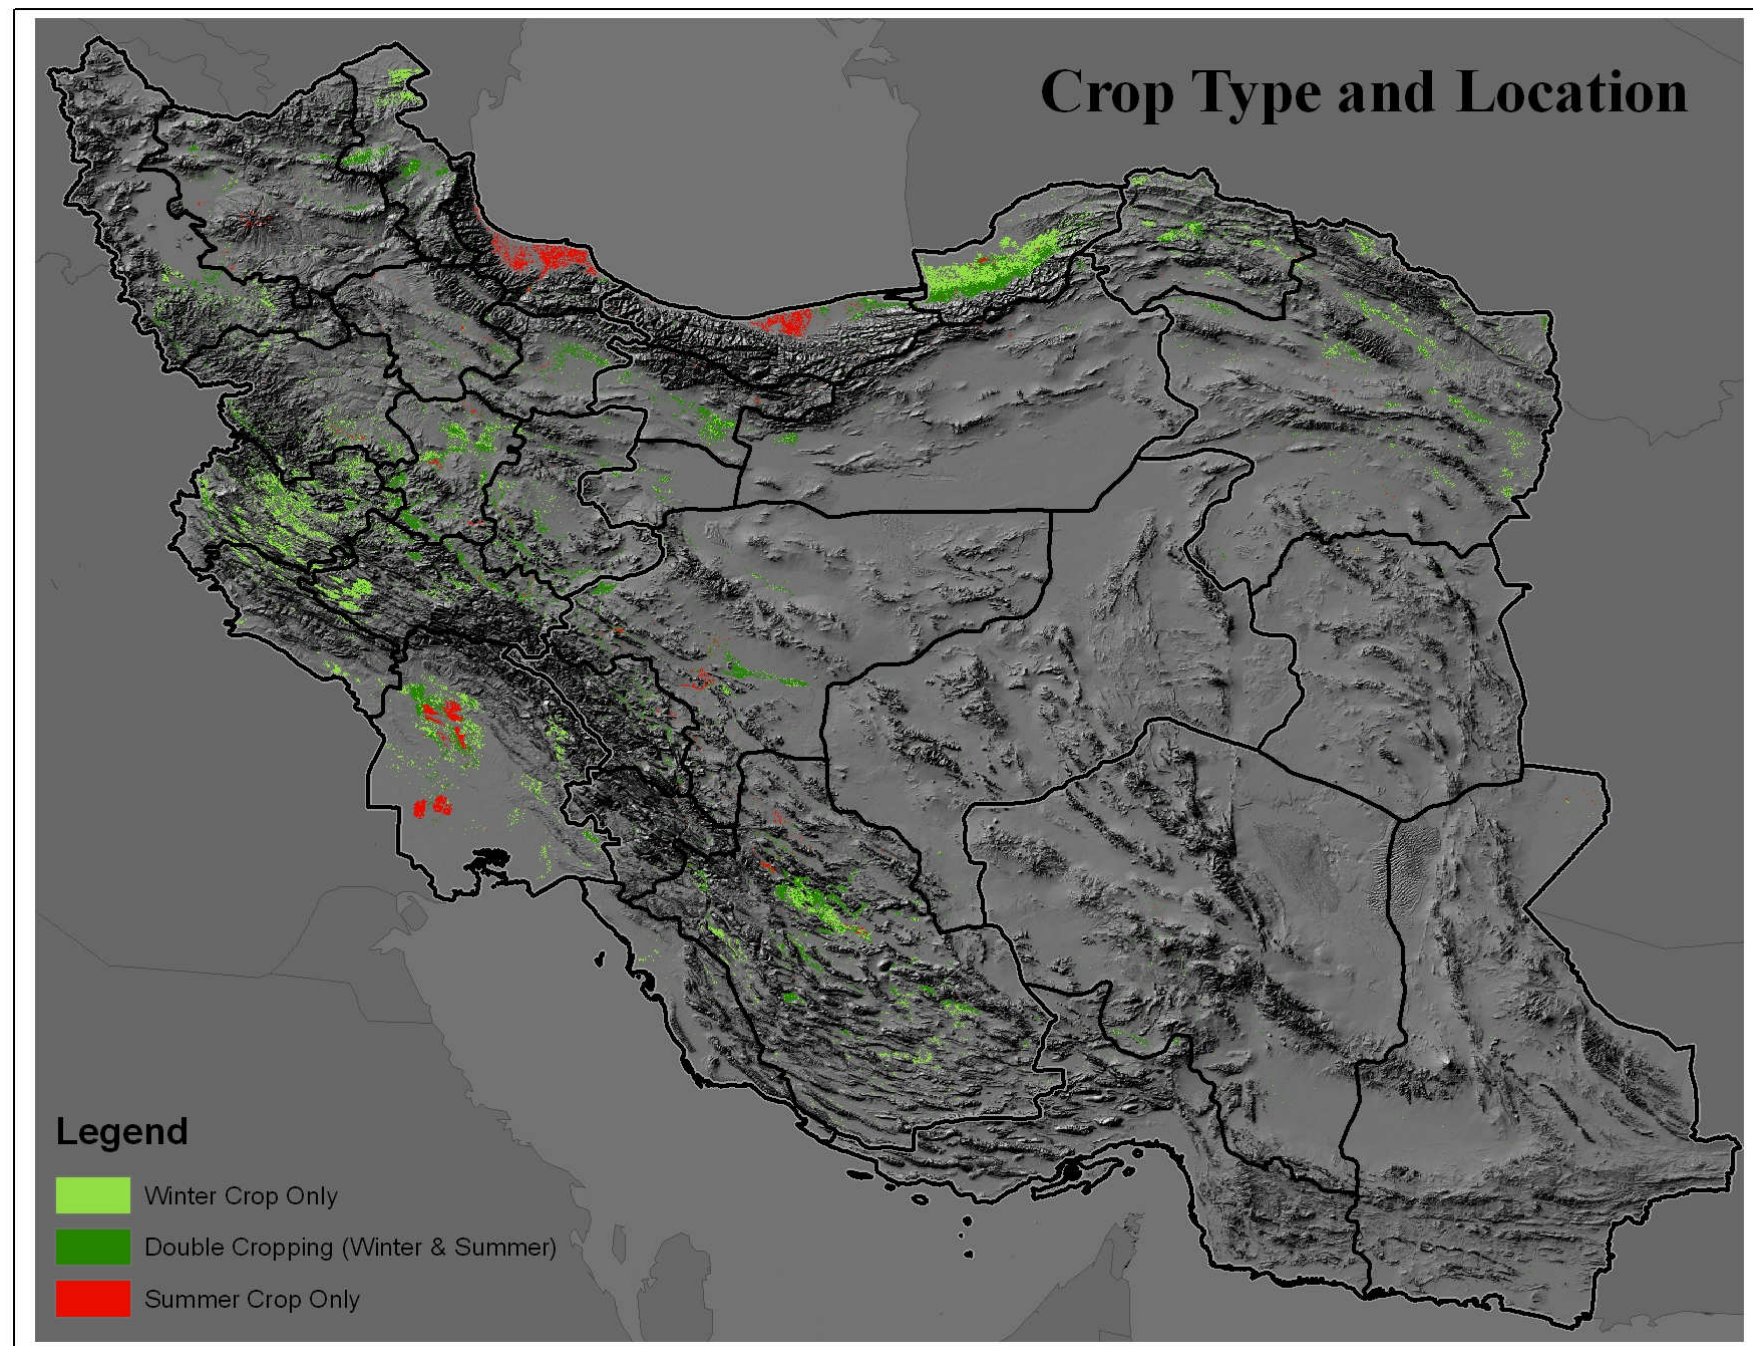 Crop Type and Location
Legend
Winter Crop Only
Double Cropping (Winter & Summer)
Summer Crop Only